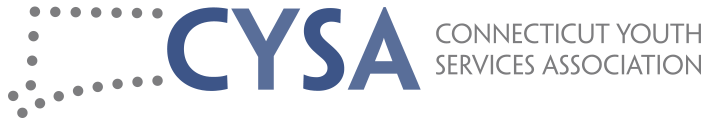 CYSA
CONNECTICUT YOUTH
SERVICES ASSOCIATION